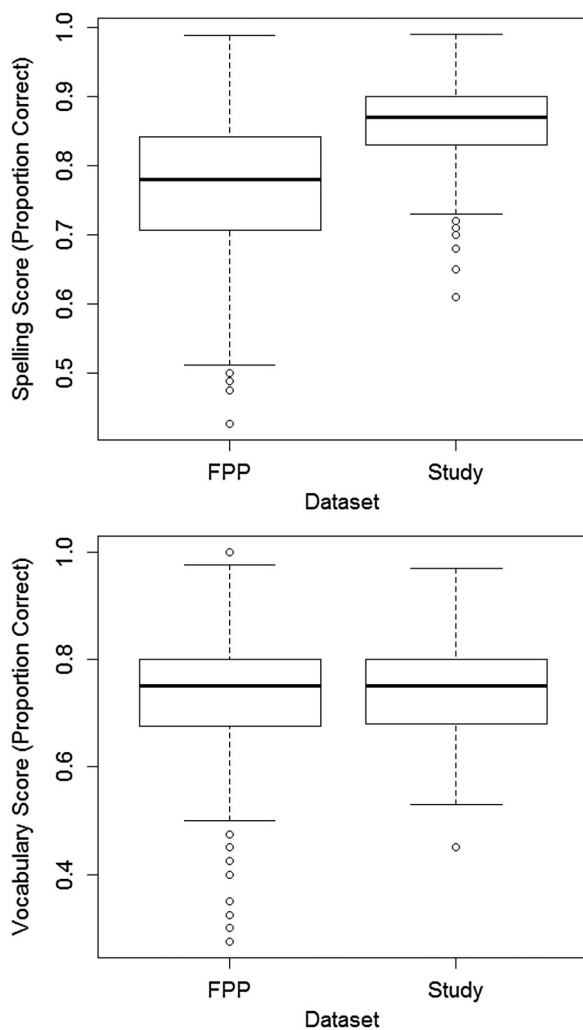 Spelling Score (Proportion Correct)
1.0
0.9
0.8
0.7
0.6
0.5
FPP
Study
Dataset
Vocabulary Score (Proportion Correct)
1.0
0.8
0.6
0.4
FPP
Study
Dataset